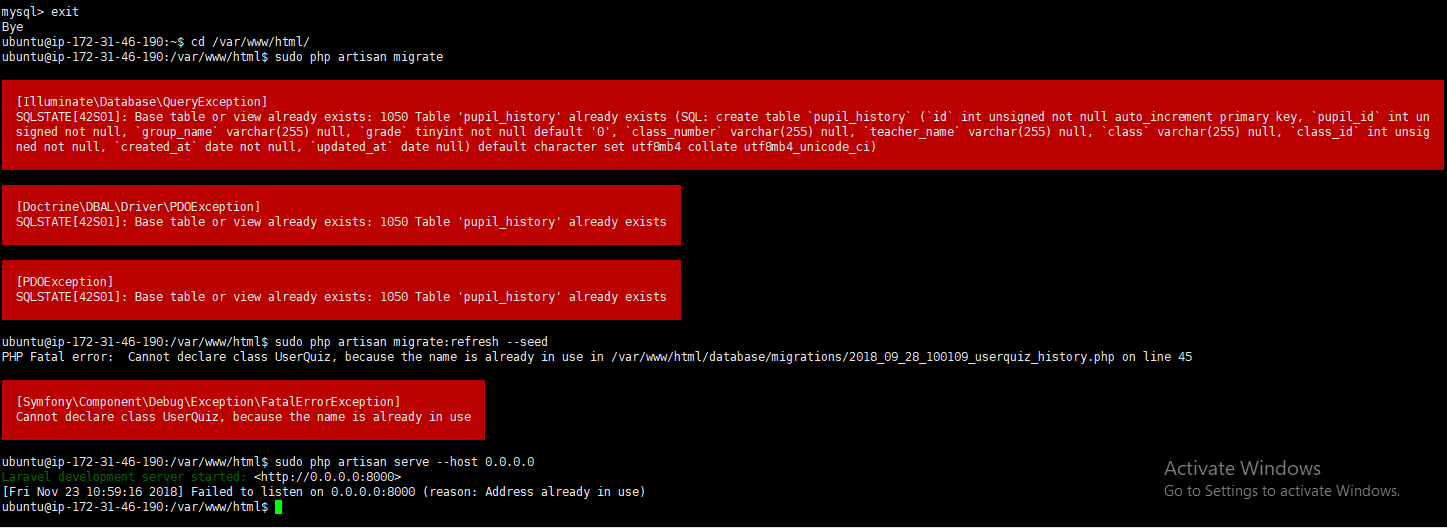 mysql> exit
Bye
ubuntu@ip-172-31-46-190:~$ cd /var/www/html/
ubuntu@ip-172-31-46-190:/var/www/html$ sudo php artisan migrate
[Illuminate\Database\QueryException]
SQLSTATE[42S01]: Base table or view already exists: 1050 Table 'pupil_history' already exists (SQL: create table `pupil_history` (`id` int unsigned not null auto_increment primary key, `pupil_id` int un
signed not null, `group_name` varchar(255) null, `grade` tinyint not null default '0', `class_number` varchar(255) null, `teacher_name` varchar(255) null, `class` varchar(255) null, `class_id` int unsig
ned not null, `created_at` date not null, `updated_at` date null) default character set utf8mb4 collate utf8mb4_unicode_ci)
[Doctrine\DBAL\Driver\PDOException]
SQLSTATE[42S01]: Base table or view already exists: 1050 Table 'pupil_history' already exists
[PDOException]
SQLSTATE[42S01]: Base table or view already exists: 1050 Table 'pupil_history' already exists
ubuntu@ip-172-31-46-190:/var/www/html$ sudo php artisan migrate:refresh --seed
PHP Fatal error:  Cannot declare class UserQuiz, because the name is already in use in /var/www/html/database/migrations/2018_09_28_100109_userquiz_history.php on line 45
[Symfony\Component\Debug\Exception\FatalErrorException]
Cannot declare class UserQuiz, because the name is already in use
ubuntu@ip-172-31-46-190:/var/www/html$ sudo php artisan serve --host 0.0.0.0
Laravel development server started: <http://0.0.0.0:8000>
[Fri Nov 23 10:59:16 2018] Failed to listen on 0.0.0.0:8000 (reason: Address already in use)
ubuntu@ip-172-31-46-190:/var/www/html$
Activate Windows
Go to Settings to activate Windows.